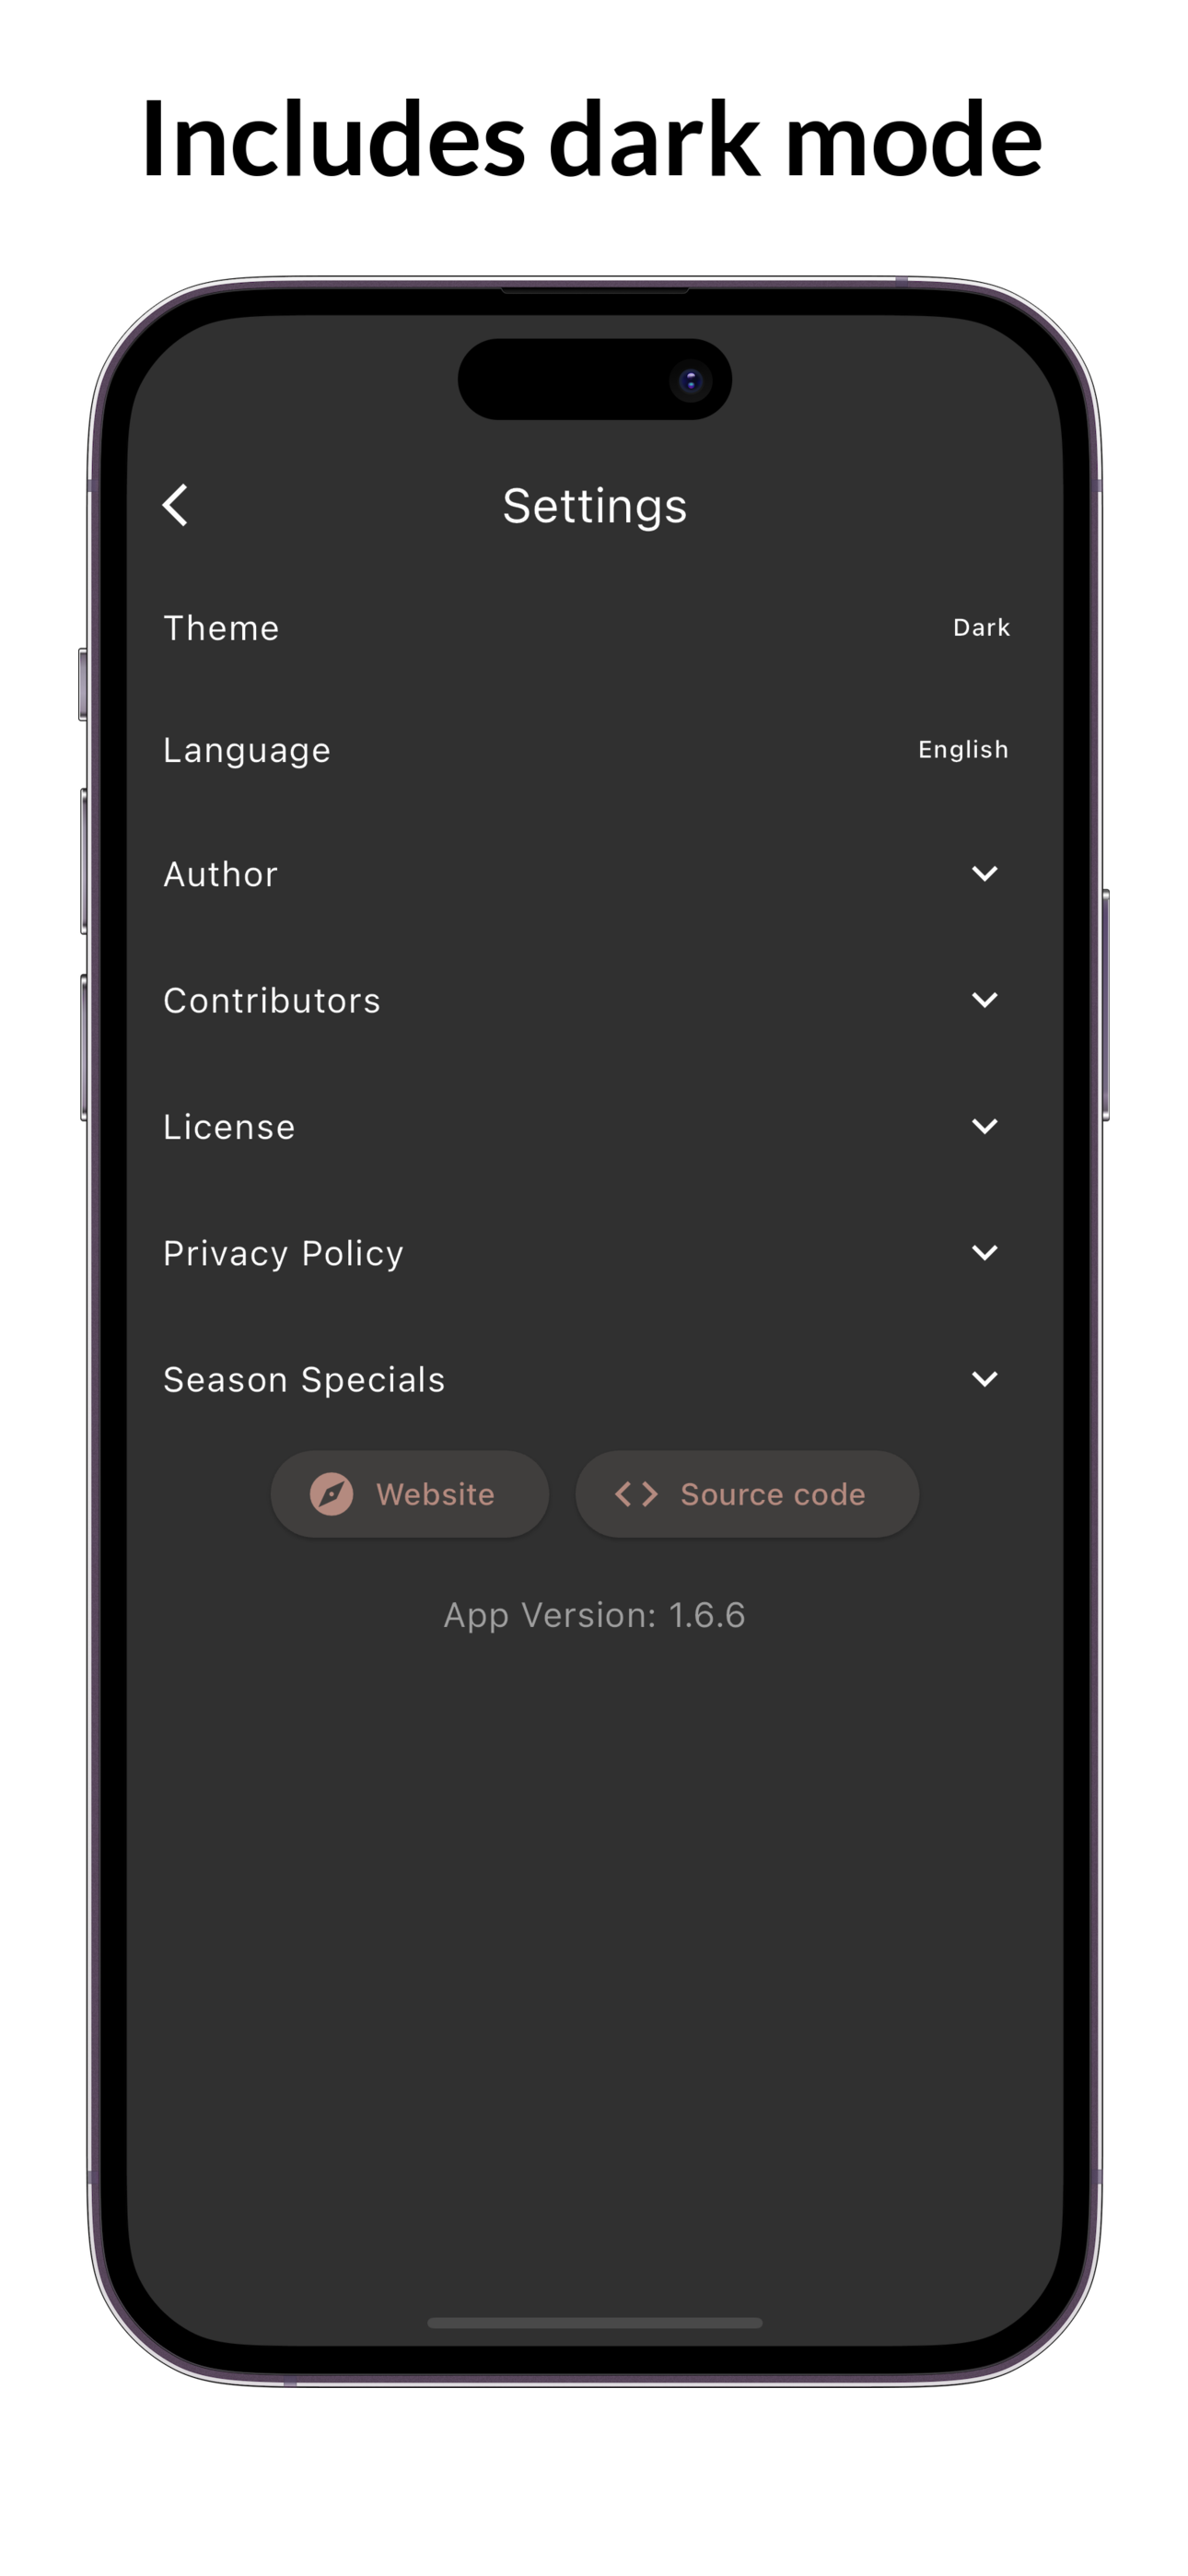 Includes dark mode
Settings
Theme Dark
Language English
Author
Contributors
License
Privacy Policy
Season Specials
Website Source code
App Version: 1.6.6